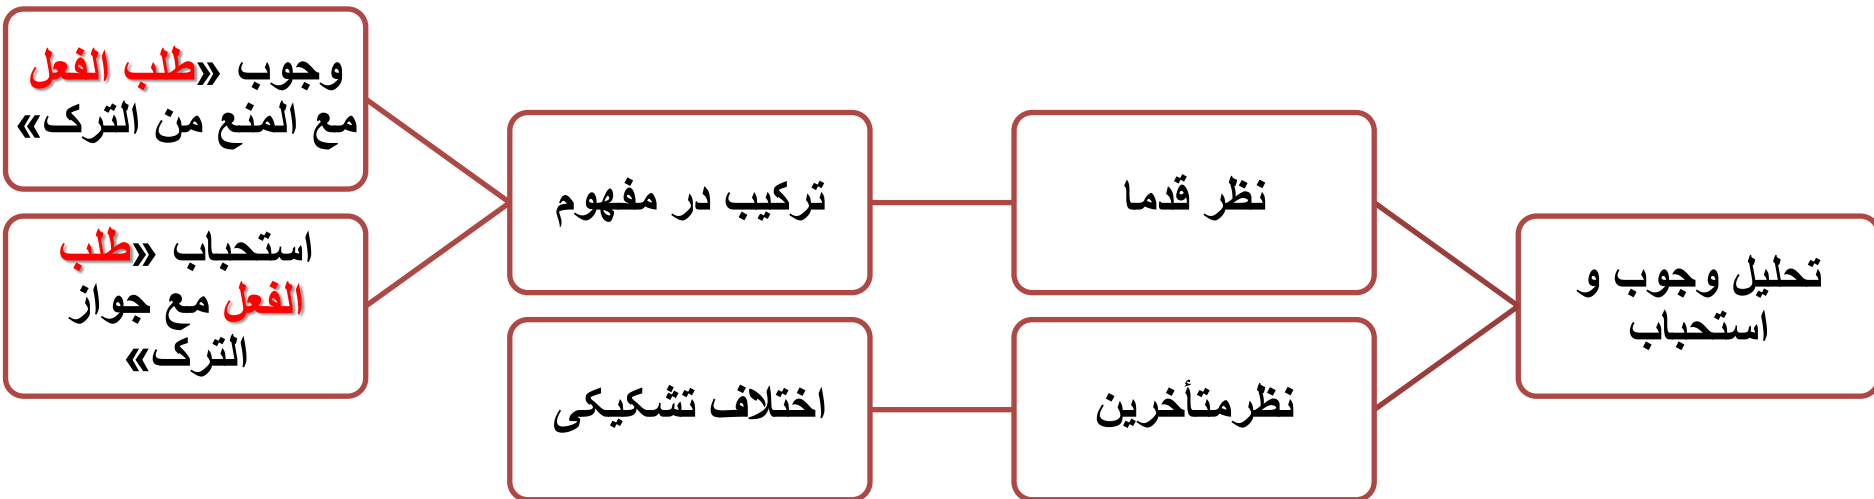 تحلیل وجوب و
استحباب
نظر قدما
ترکیب در مفهوم
وجوب «طلب الفعل
مع المنع من الترک»
استحباب «طلب
الفعل مع جواز
الترک»
نظرمتأخرین
اختلاف تشکیکی